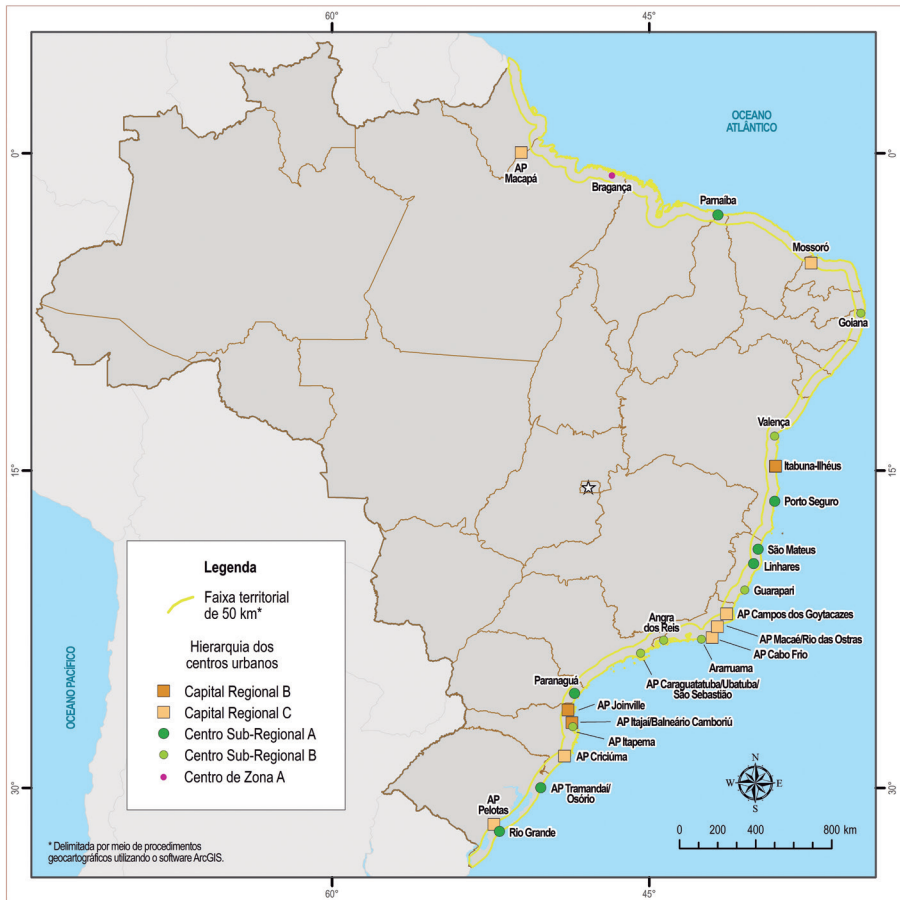 60°
45°
OCEANO
ATLÂNTICO
0°
0°
AP
Macapá
Bragança
Parnaíba
Mossoró
Goiana
Valença
15°
Itabuna-Ilhéus
15°
Porto Seguro
São Mateus
Linhares
Guarapari
Angra
dos Reis
AP Campos dos Goytacazes
AP Macaé/Rio das Ostras
AP Cabo Frio
Araruama
AP Caraguatatuba/Ubatuba/
São Sebastião
Paranaguá
AP Joinville
AP Itajaí/Balneário Camboriú
AP Itapema
AP Criciúma
AP Tramandaí/
Osório
AP
Pelotas
Rio Grande
OCEANO PACÍFICO
Legenda
Faixa territorial
de 50 km*
Hierarquia dos
centros urbanos
Capital Regional B
Capital Regional C
Centro Sub-Regional A
Centro Sub-Regional B
Centro de Zona A
30°
30°
N
W
E
S
0 200 400 800 km
* Delimitada por meio de procedimentos
geocartográficos utilizando o software ArcGIS.
60°
45°